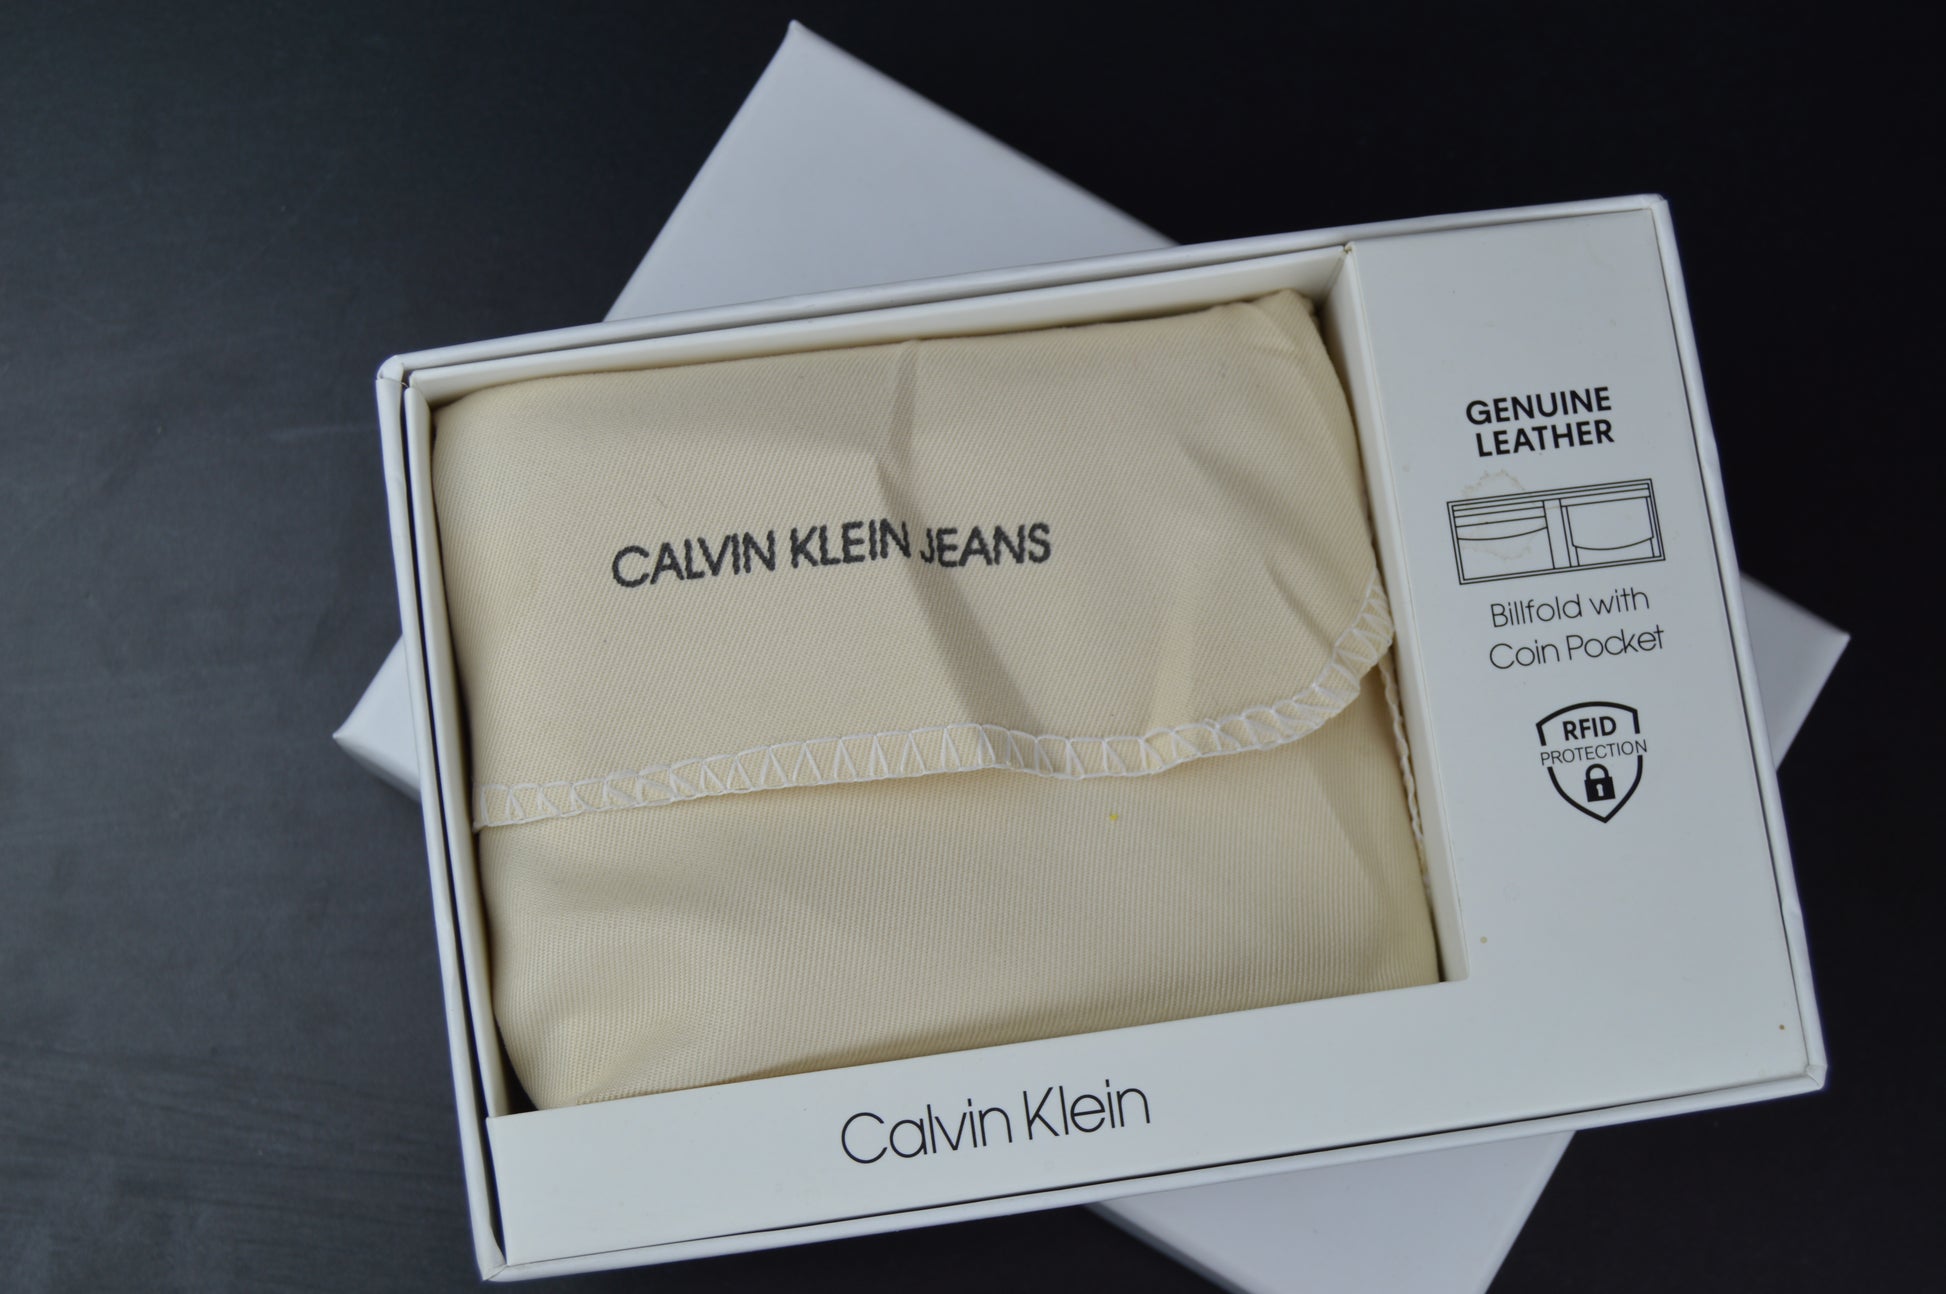 CALVIN KLEIN JEANS
GENUINE
LEATHER
Billfold with
Coin Pocket
RFID
PROTECTION
Calvin Klein